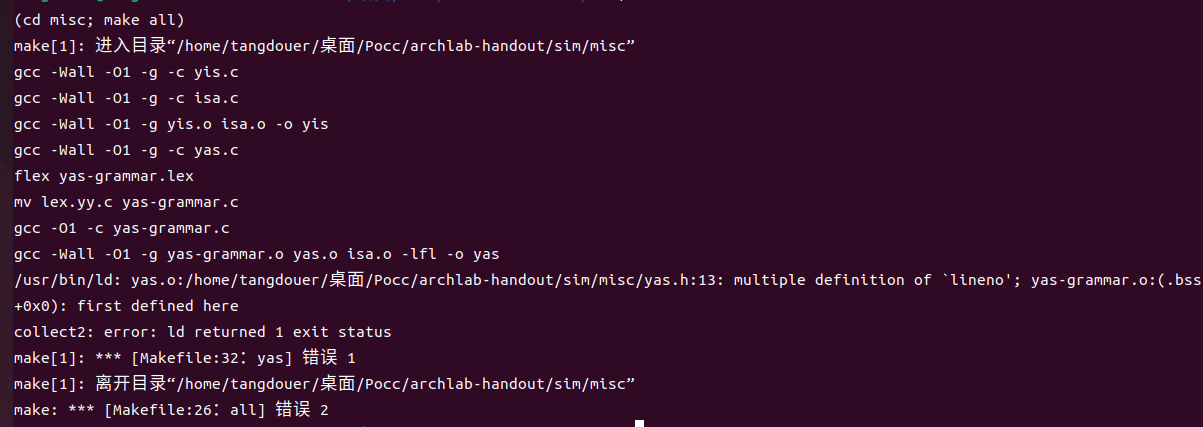 (cd misc; make all)
make[1]: 进入目录“/home/tangdouer/桌面/Pocc/archlab-handout/sim/misc”
gcc -Wall -O1 -g -c yis.c
gcc -Wall -O1 -g -c isa.c
gcc -Wall -O1 -g yis.o isa.o -o yis
gcc -Wall -O1 -g -c yas.c
flex yas-grammar.lex
mv lex.yy.c yas-grammar.c
gcc -O1 -c yas-grammar.c
gcc -Wall -O1 -g yas-grammar.o yas.o isa.o -lfl -o yas
/usr/bin/ld: yas.o:/home/tangdouer/桌面/Pocc/archlab-handout/sim/misc/yas.h:13: multiple definition of `lineno'; yas-grammar.o:(.bss
+0x0): first defined here
collect2: error: ld returned 1 exit status
make[1]: *** [Makefile:32：yas] 错误 1
make[1]: 离开目录“/home/tangdouer/桌面/Pocc/archlab-handout/sim/misc”
make: *** [Makefile:26：all] 错误 2